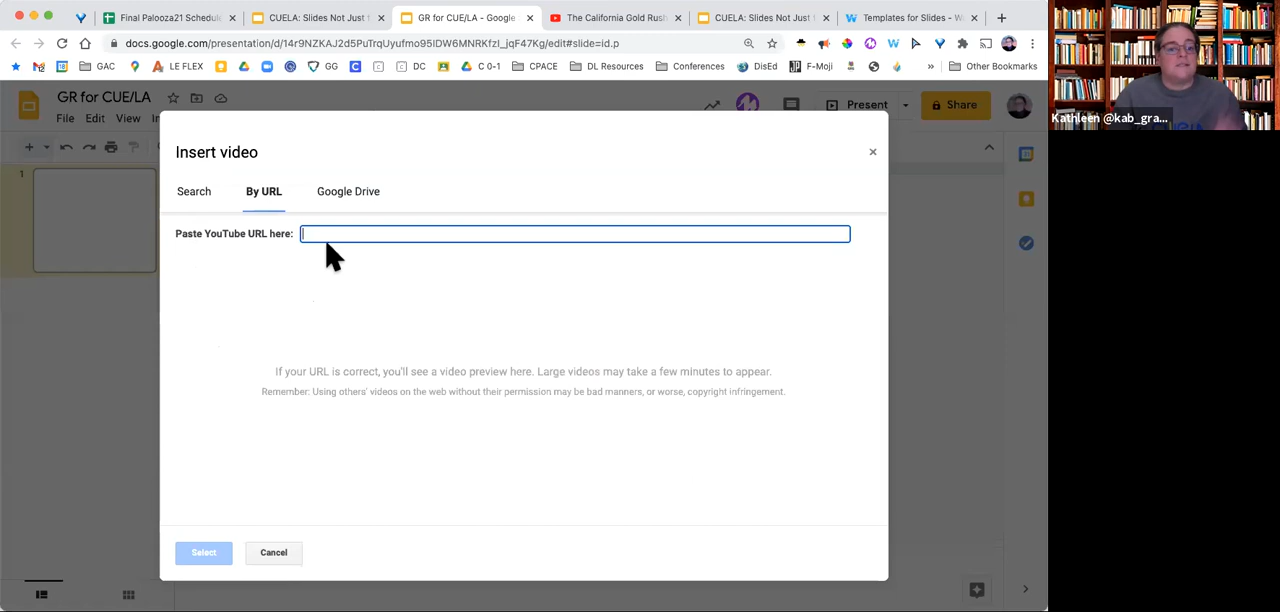 Final Palooza21 Schedul
CUELA: Slides Not Just
GR for CUE/LA - Google
The California Gold Rush
CUELA: Slides Not Just
Templates for Slides - W
docs.google.com/presentation/d/14r9NZKAJ2d5PuTrqUyufmo95IDW6MNRKfzI_jqF47Kg/edit#slide=id.p
GAC
LE FLEX
GG
DC
C 0-1
CPACE
DL Resources
Conferences
DisEd
F-Moji
»
Other Bookmarks
GR for CUE/LA
File Edit View
Present
Share
Kathleen @kab_gra...
Insert video
Search By URL Google Drive
1
Paste YouTube URL here:
If your URL is correct, you'll see a video preview here. Large videos may take a few minutes to appear.
Remember: Using others' videos on the web without their permission may be bad manners, or worse, copyright infringement.
Select Cancel